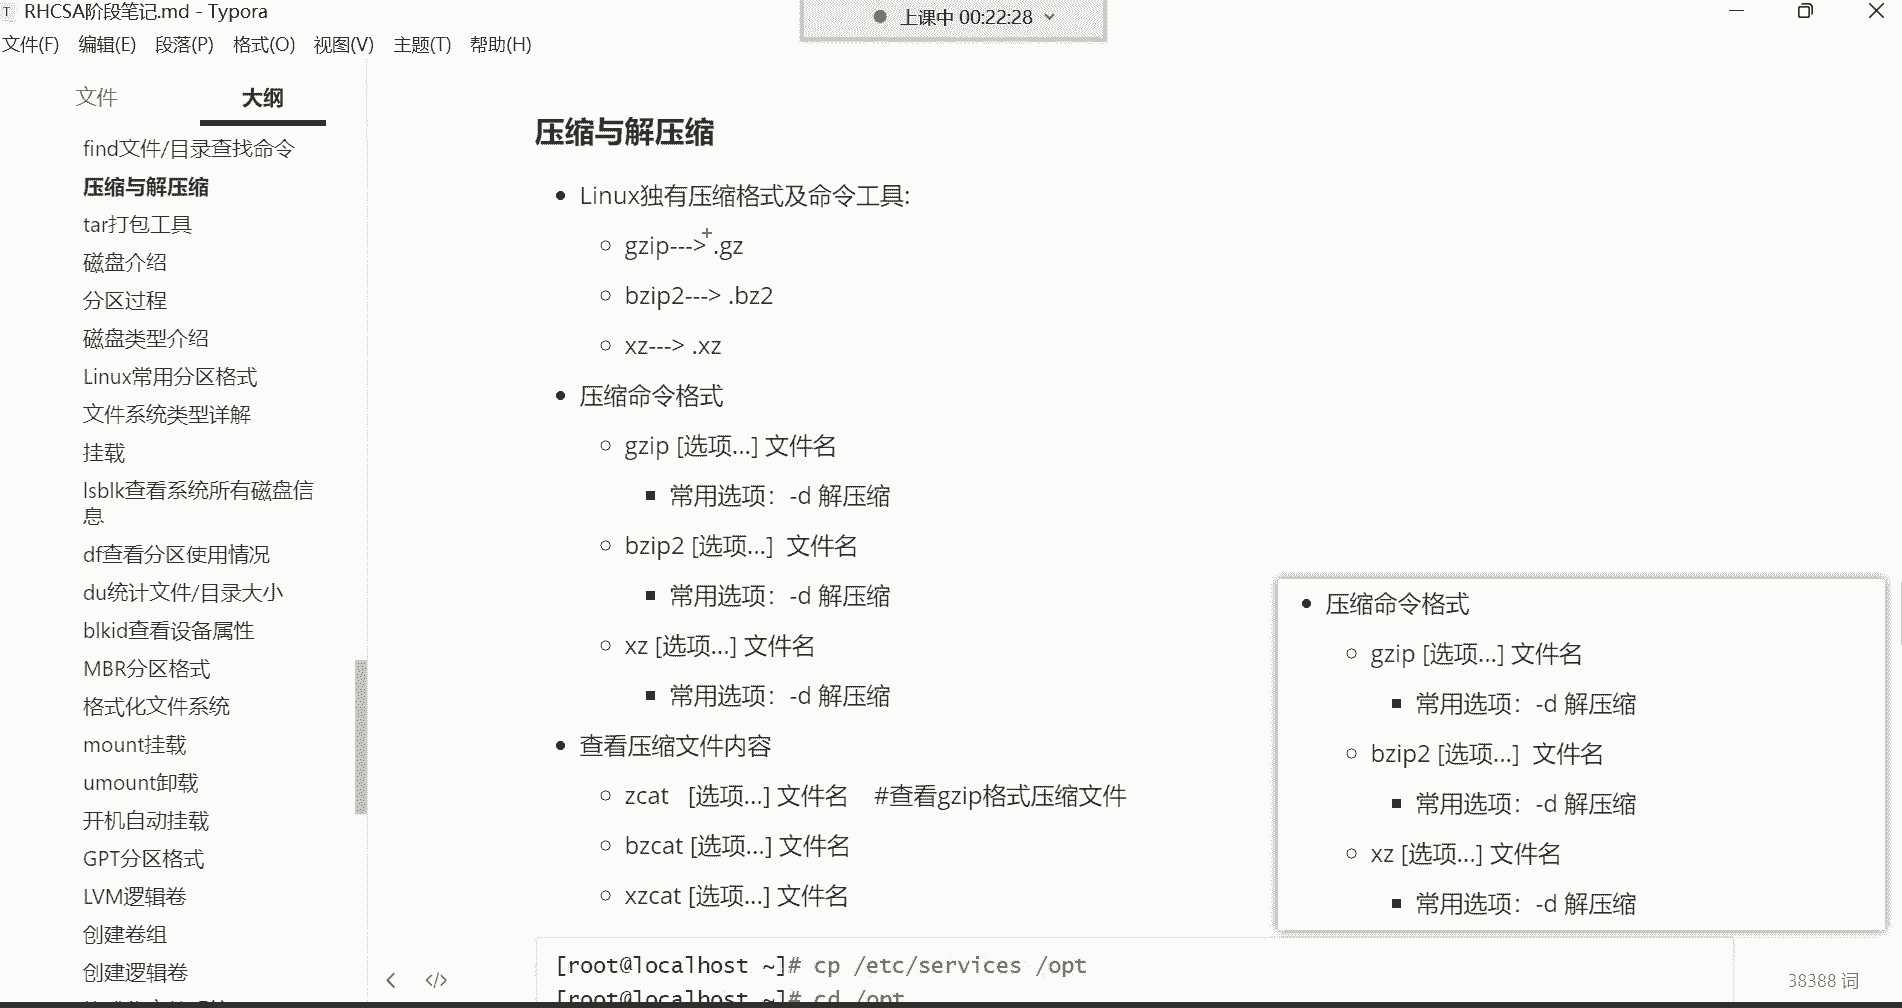 RHCSA阶段笔记.md - Typora
上课中 00:22:28
文件(F) 编辑(E) 段落(P) 格式(O) 视图(V) 主题(T) 帮助(H)
文件 大纲
find文件/目录查找命令
压缩与解压缩
tar打包工具
磁盘介绍
分区过程
磁盘类型介绍
Linux常用分区格式
文件系统类型详解
挂载
lsblk查看系统所有磁盘信
息
df查看分区使用情况
du统计文件/目录大小
blkid查看设备属性
MBR分区格式
格式化文件系统
mount挂载
umount卸载
开机自动挂载
GPT分区格式
LVM逻辑卷
创建卷组
创建逻辑卷
压缩与解压缩
Linux独有压缩格式及命令工具:
gzip---> .gz
bzip2---> .bz2
xz---> .xz
压缩命令格式
gzip [选项...] 文件名
常用选项：-d 解压缩
bzip2 [选项...] 文件名
常用选项：-d 解压缩
xz [选项...] 文件名
常用选项：-d 解压缩
查看压缩文件内容
zcat [选项...] 文件名 #查看gzip格式压缩文件
bzcat [选项...] 文件名
xzcat [选项...] 文件名
[root@localhost ~]# cp /etc/services /opt
[root@localhost ~]# cd /opt
压缩命令格式
gzip [选项...] 文件名
常用选项：-d 解压缩
bzip2 [选项...] 文件名
常用选项：-d 解压缩
xz [选项...] 文件名
常用选项：-d 解压缩
38388 词